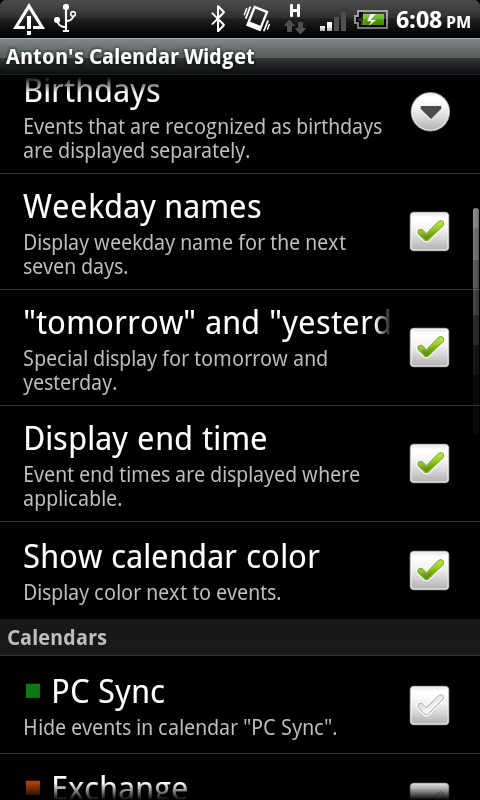 H
6:08 PM
Anton's Calendar Widget
Birthdays
Events that are recognized as birthdays
are displayed separately.
Weekday names
Display weekday name for the next
seven days.
"tomorrow" and "yesterd
Special display for tomorrow and
yesterday.
Display end time
Event end times are displayed where
applicable.
Show calendar color
Display color next to events.
Calendars
PC Sync
Hide events in calendar "PC Sync".
Exchange